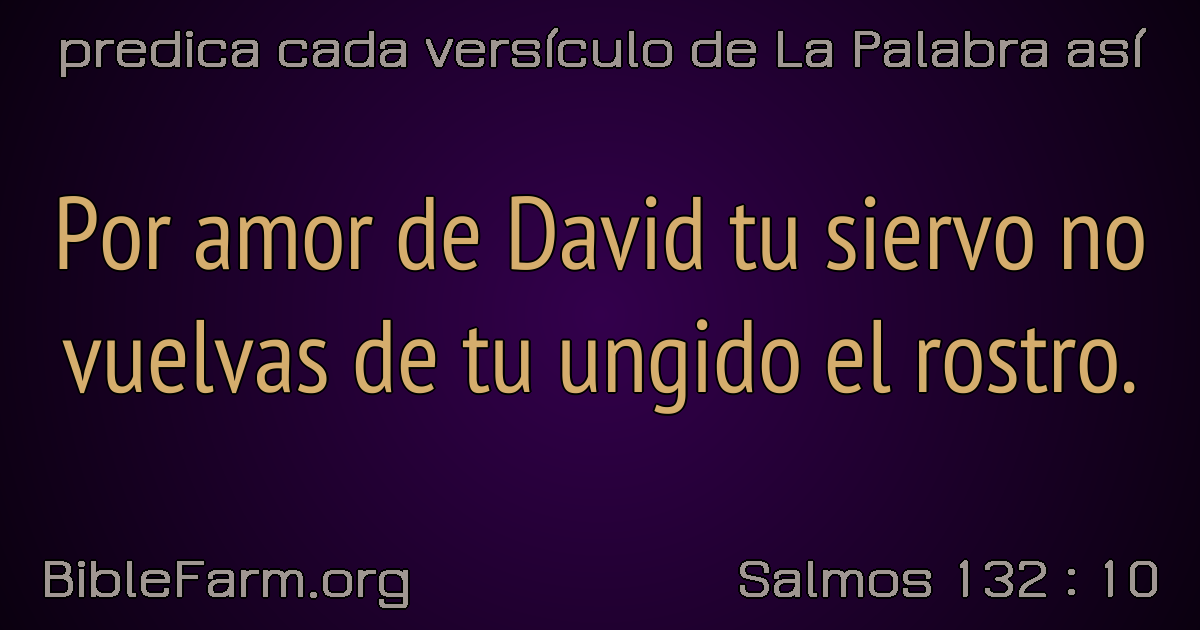 predica cada versículo de La Palabra así
Por amor de David tu siervo no
vuelvas de tu ungido el rostro.
BibleFarm.org
Salmos 132 : 10